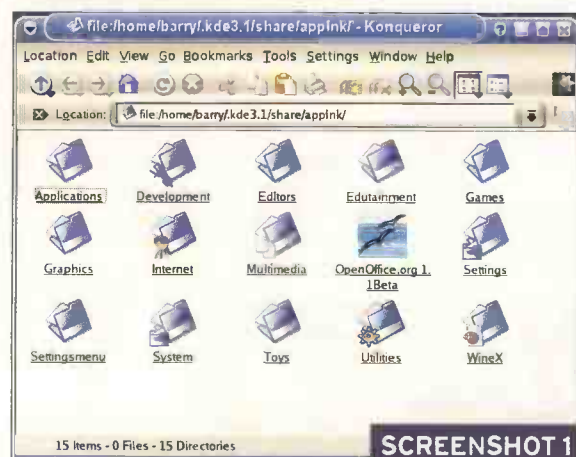 file:/home/barry/.kde3.1/share/applnk/ - Konqueror
Location Edit View Go Bookmarks Tools Settings Window Help
Location: file:/home/barry/.kde3.1/share/applnk/
Applications Development Editors Edutainment Games
Graphics Internet Multimedia OpenOffice.org 1. Settings
1Beta
Settingsmenu System Toys Utilities WineX
15 Items - 0 Files - 15 Directories
SCREENSHOT 1